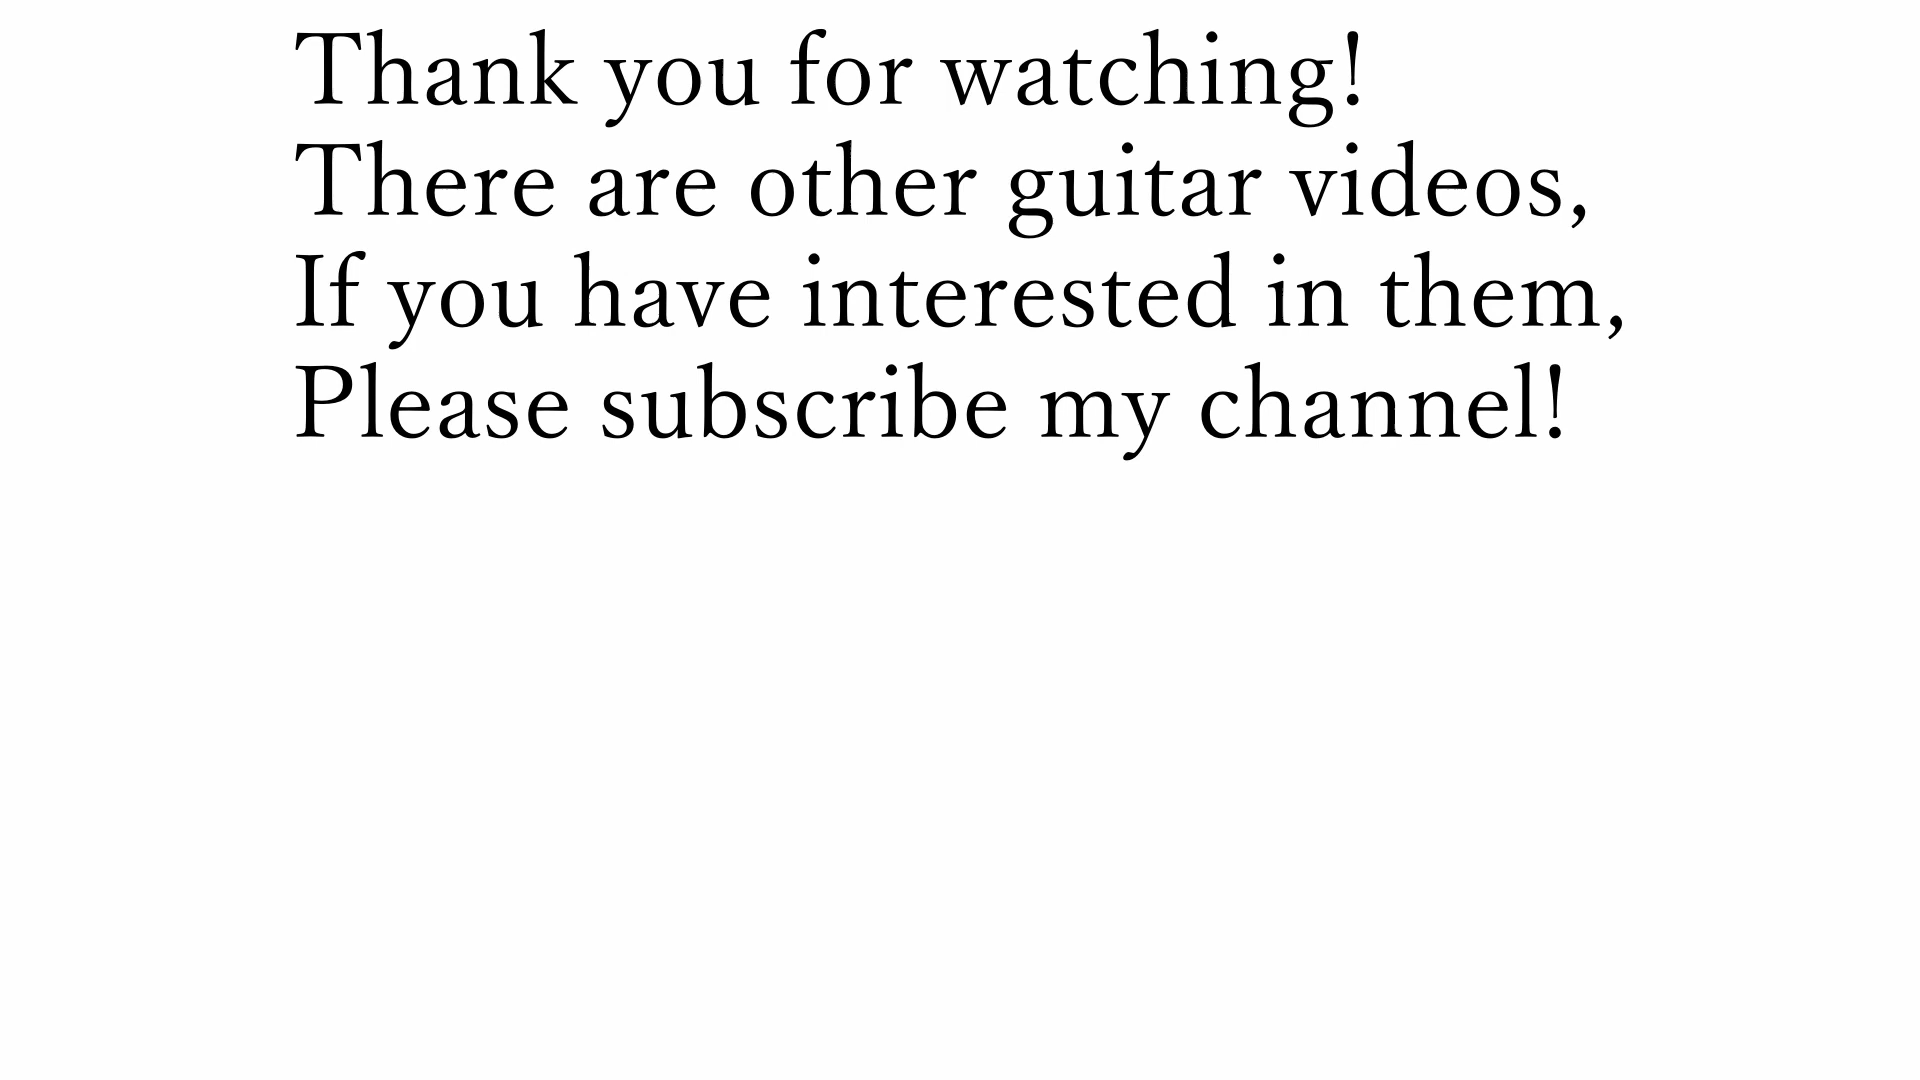 Thank you for watching!
There are other guitar videos,
If you have interested in them,
Please subscribe my channel!